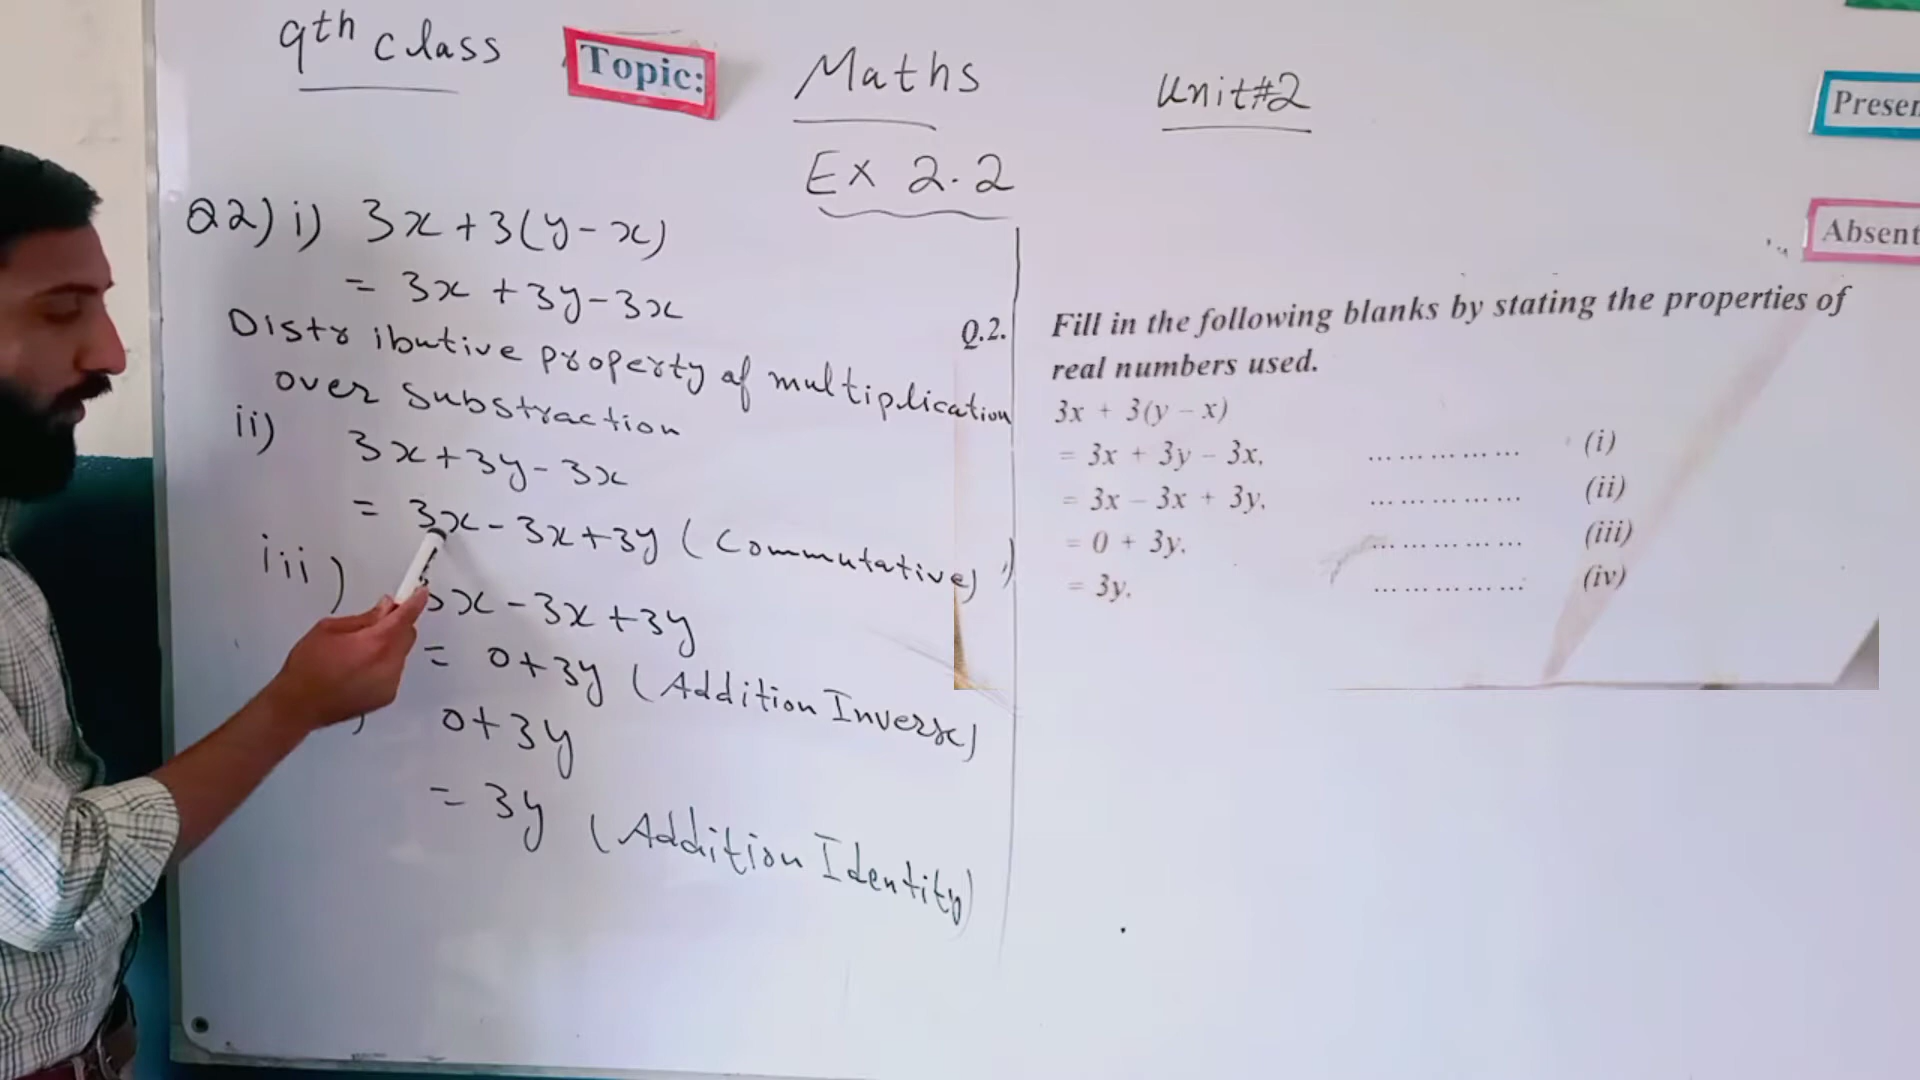 9th class
Topic:
Maths
Unit#2
Ex 2.2
Q2) i) 3x+3(y-x)
= 3x +3y-3x
Distributive property of multiplication
over substraction
ii) 3x+3y-3x
= 3x-3x+3y (Commutative)
iii) 3x-3x+3y
= 0+3y (Addition Inverse)
0+3y
= 3y (Addition Identity)
Q.2. Fill in the following blanks by stating the properties of
real numbers used.
3x + 3(y – x)
= 3x + 3y – 3x, ............... (i)
= 3x – 3x + 3y, ............... (ii)
= 0 + 3y, ............... (iii)
= 3y, ............... (iv)
Absent